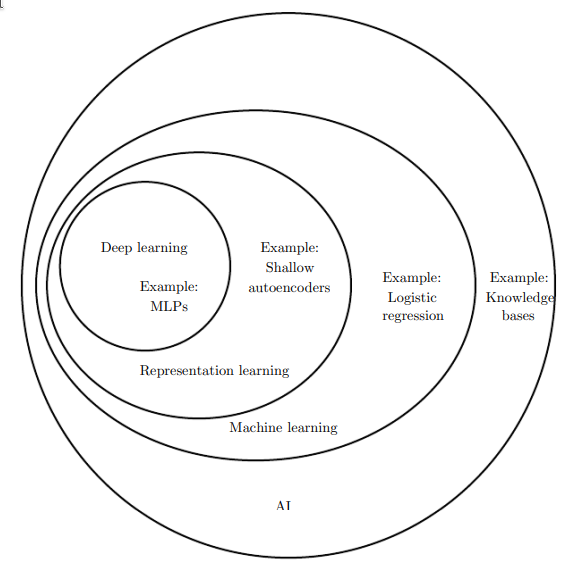 Deep learning
Example:
MLPs
Example:
Shallow
autoencoders
Example:
Logistic
regression
Example:
Knowledge
bases
Representation learning
Machine learning
AI